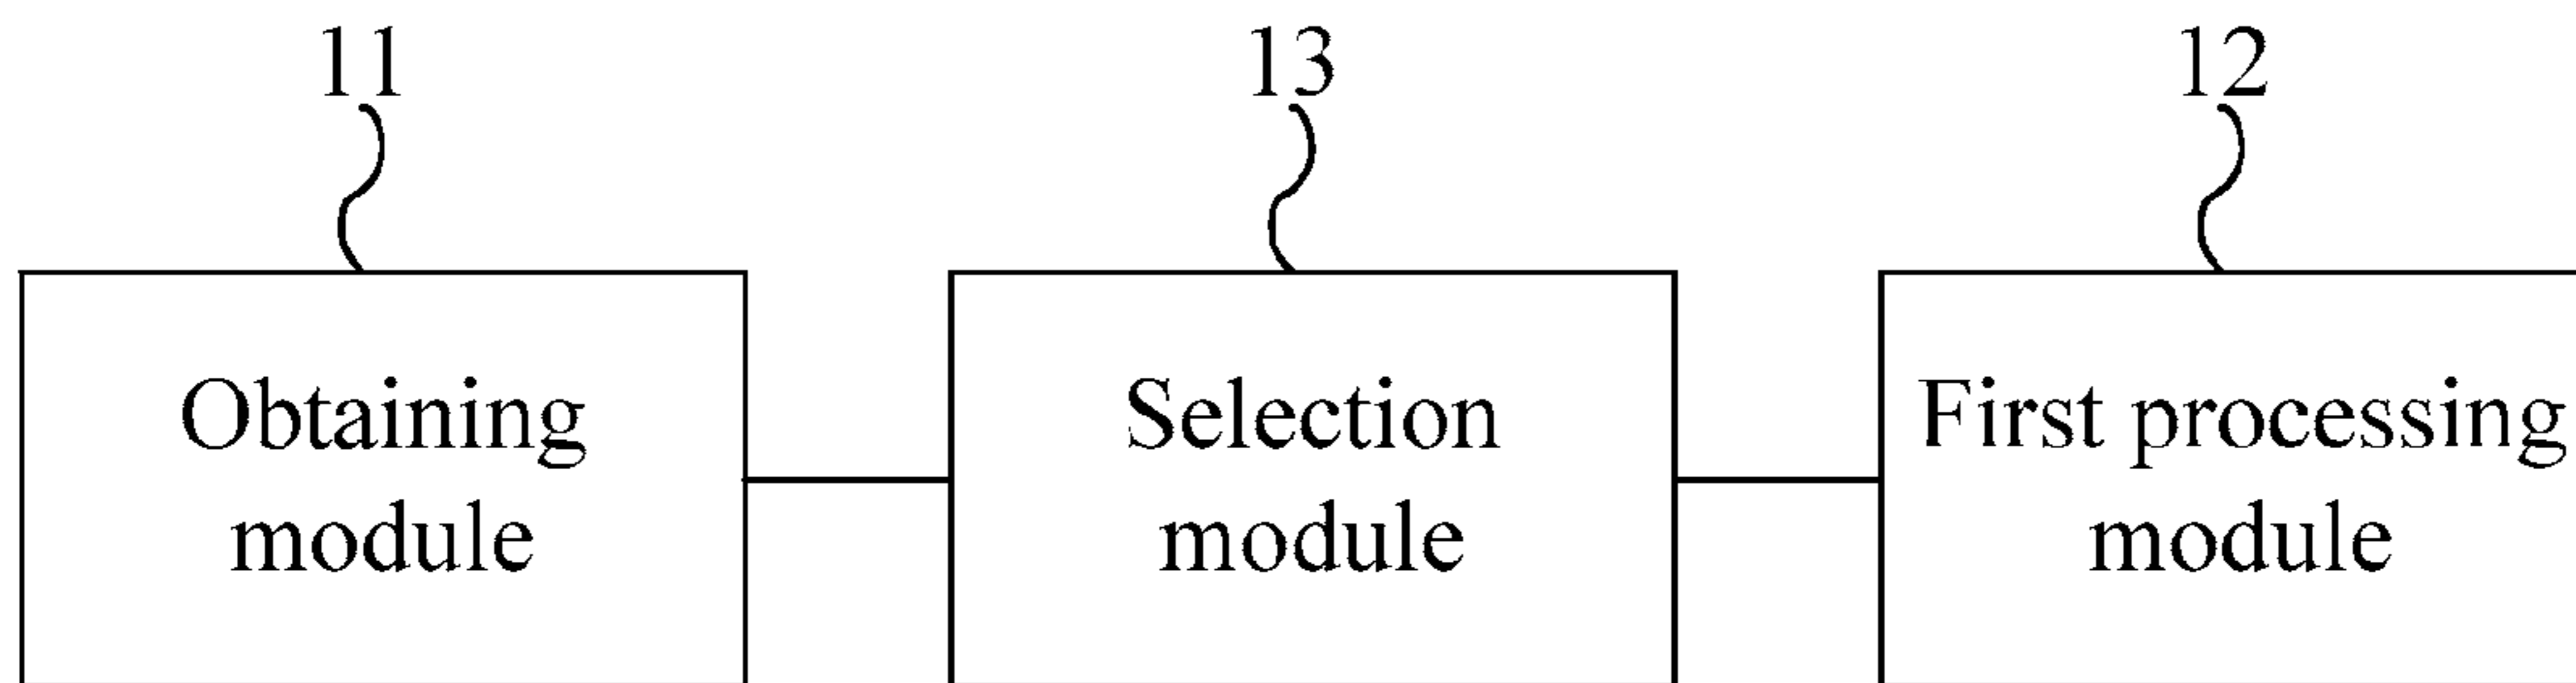 11
13
12
Obtaining
module
Selection
module
First processing
module